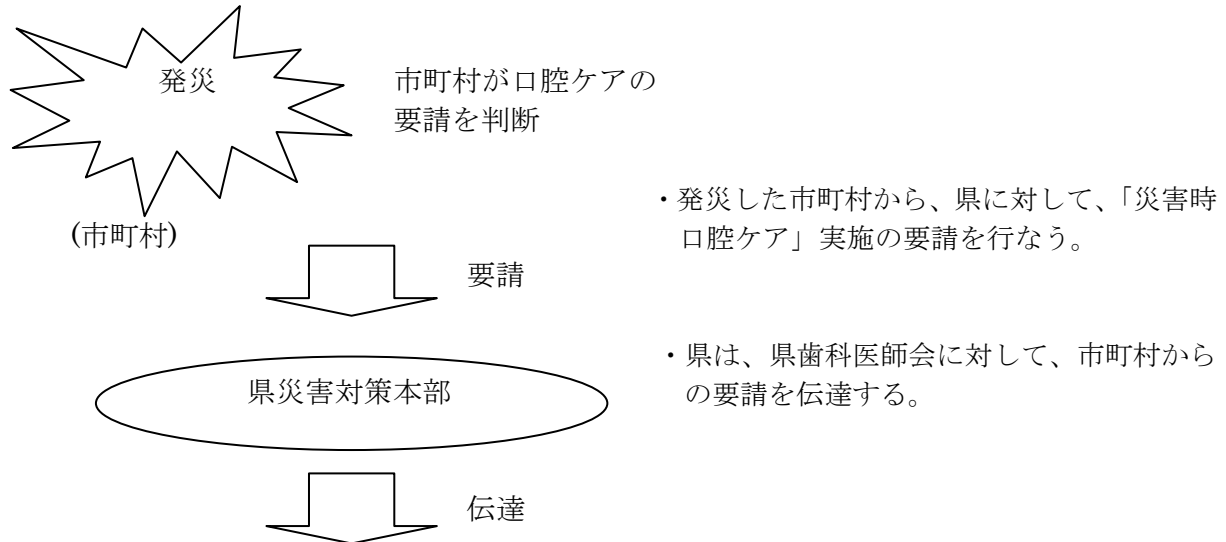 発災
市町村が口腔ケアの
要請を判断
(市町村)
・発災した市町村から、県に対して、「災害時
口腔ケア」実施の要請を行なう。
要請
・県は、県歯科医師会に対して、市町村から
の要請を伝達する。
県災害対策本部
伝達